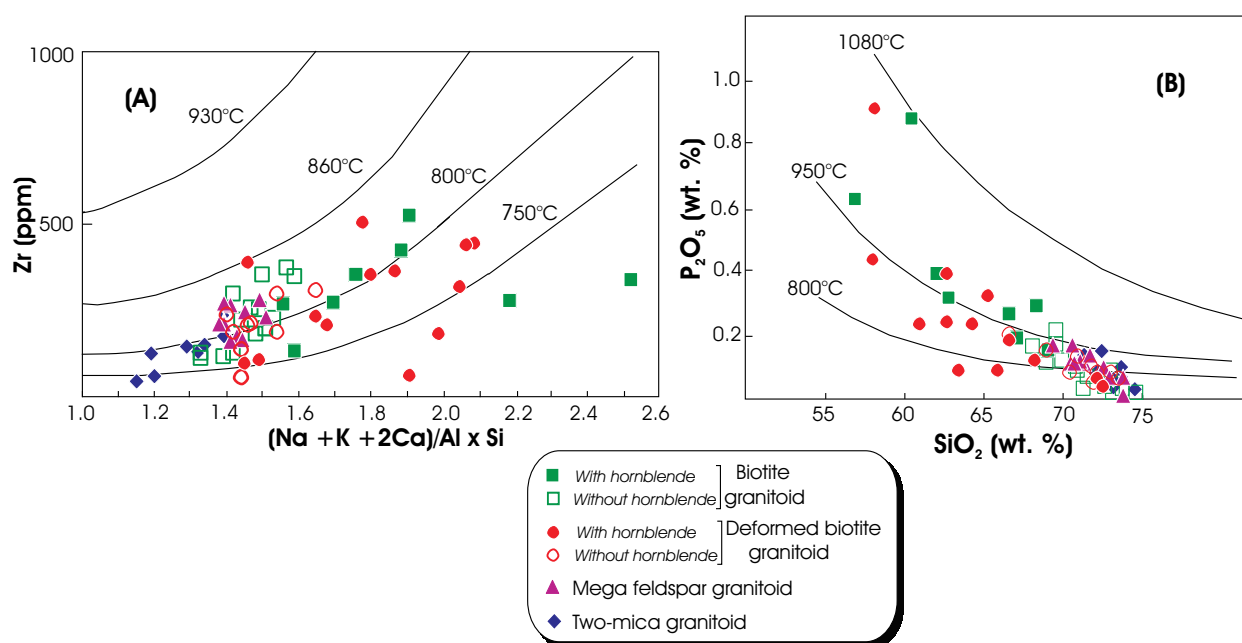 1000
500
Zr (ppm)
(A)
930°C
860°C
800°C
750°C
1.0 1.2 1.4 1.6 1.8 2.0 2.2 2.4 2.6
(Na +K +2Ca)/Al x Si
1.0
0.8
0.6
0.4
0.2
P₂O₅ (wt. %)
(B)
1080°C
950°C
800°C
55 60 65 70 75
SiO₂ (wt. %)
With hornblende
Without hornblende
Biotite
granitoid
With hornblende
Without hornblende
Deformed biotite
granitoid
Mega feldspar granitoid
Two-mica granitoid